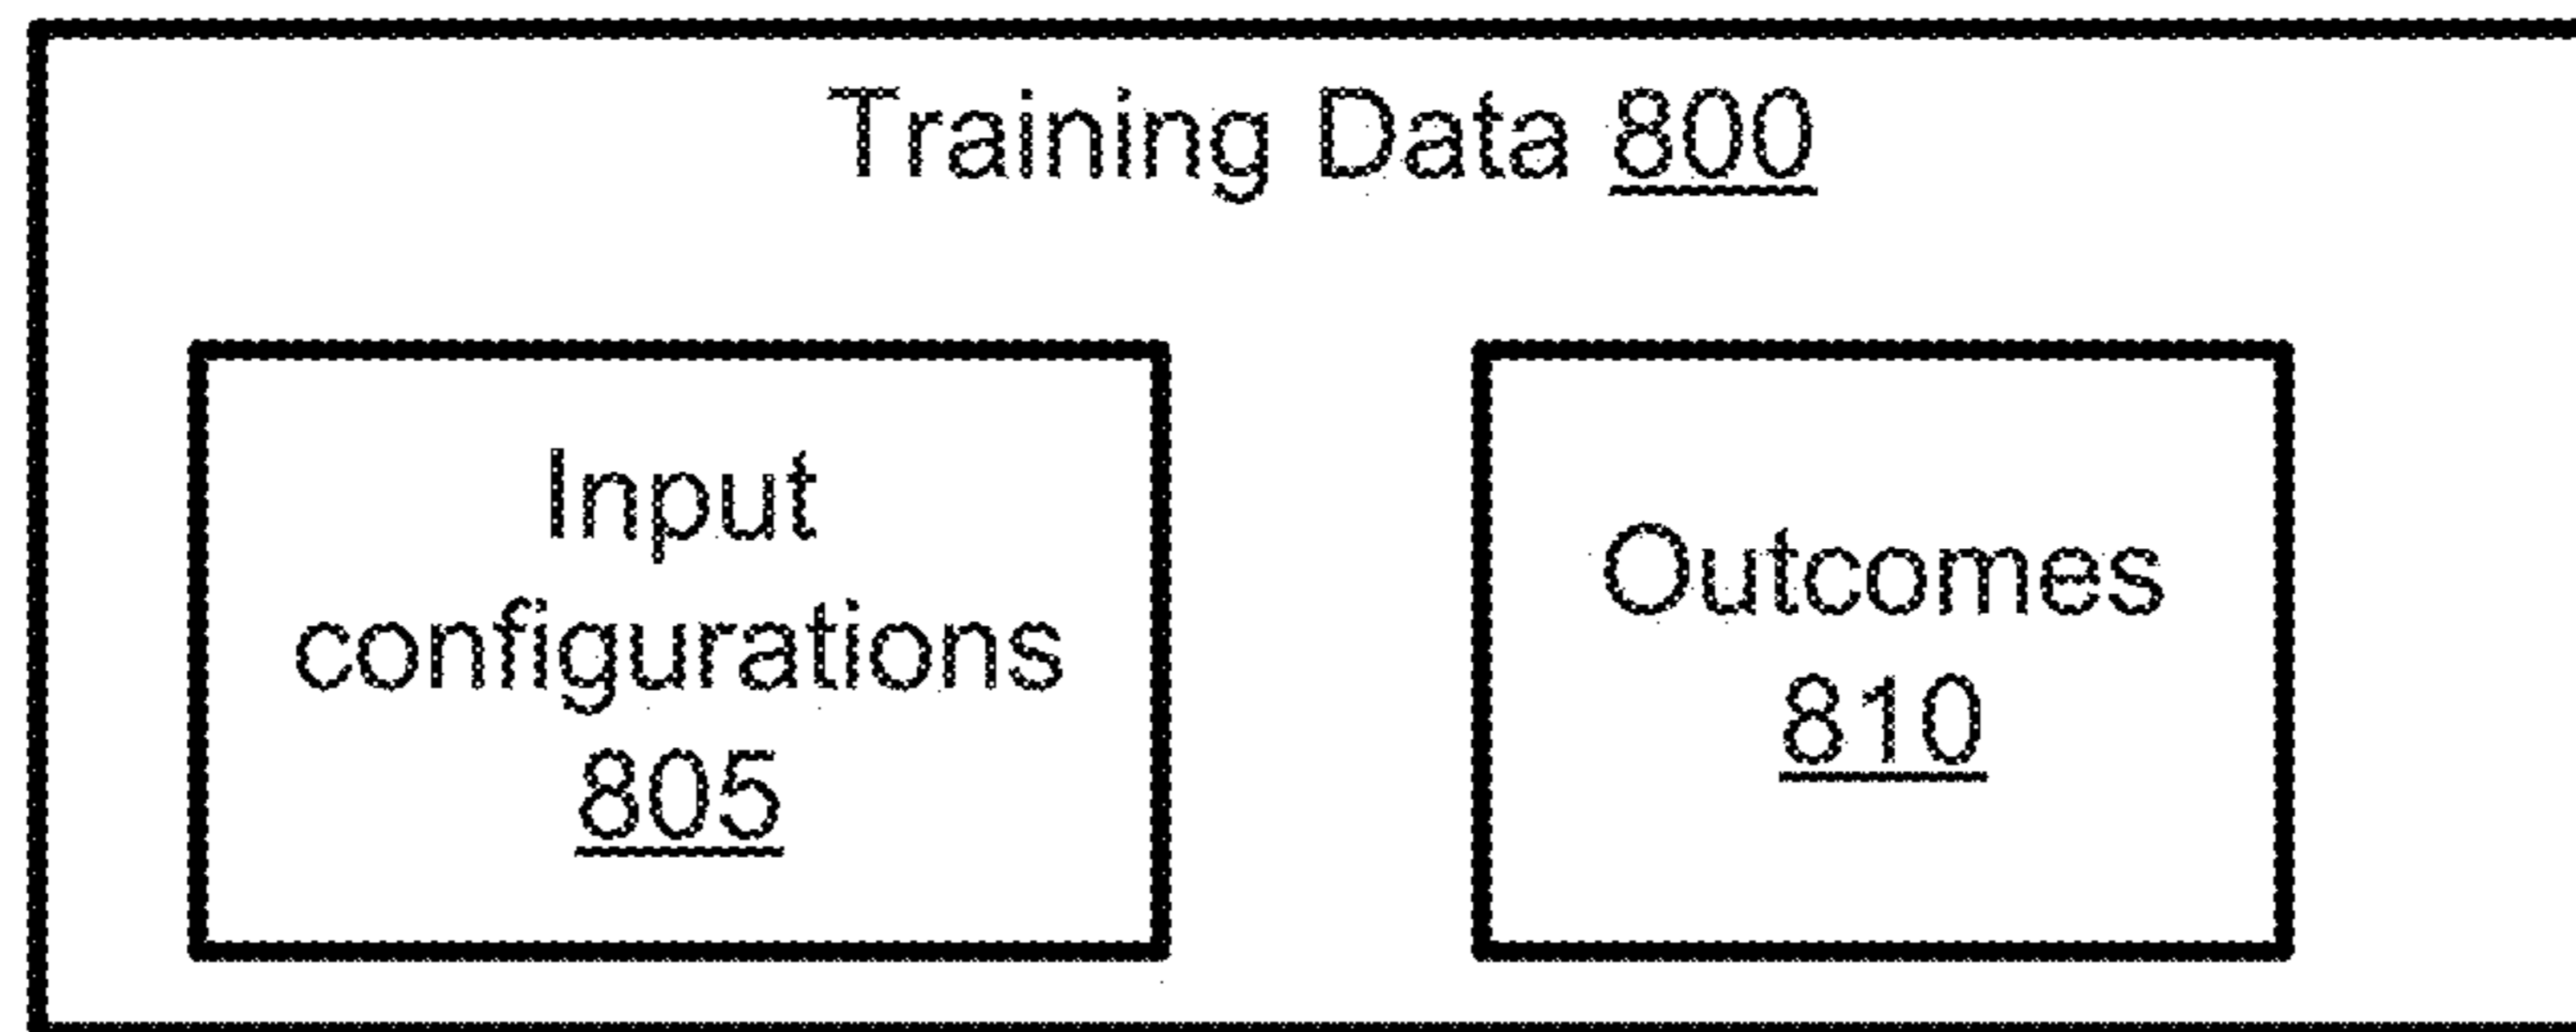 Training Data 800
Input
configurations
805
Outcomes
810